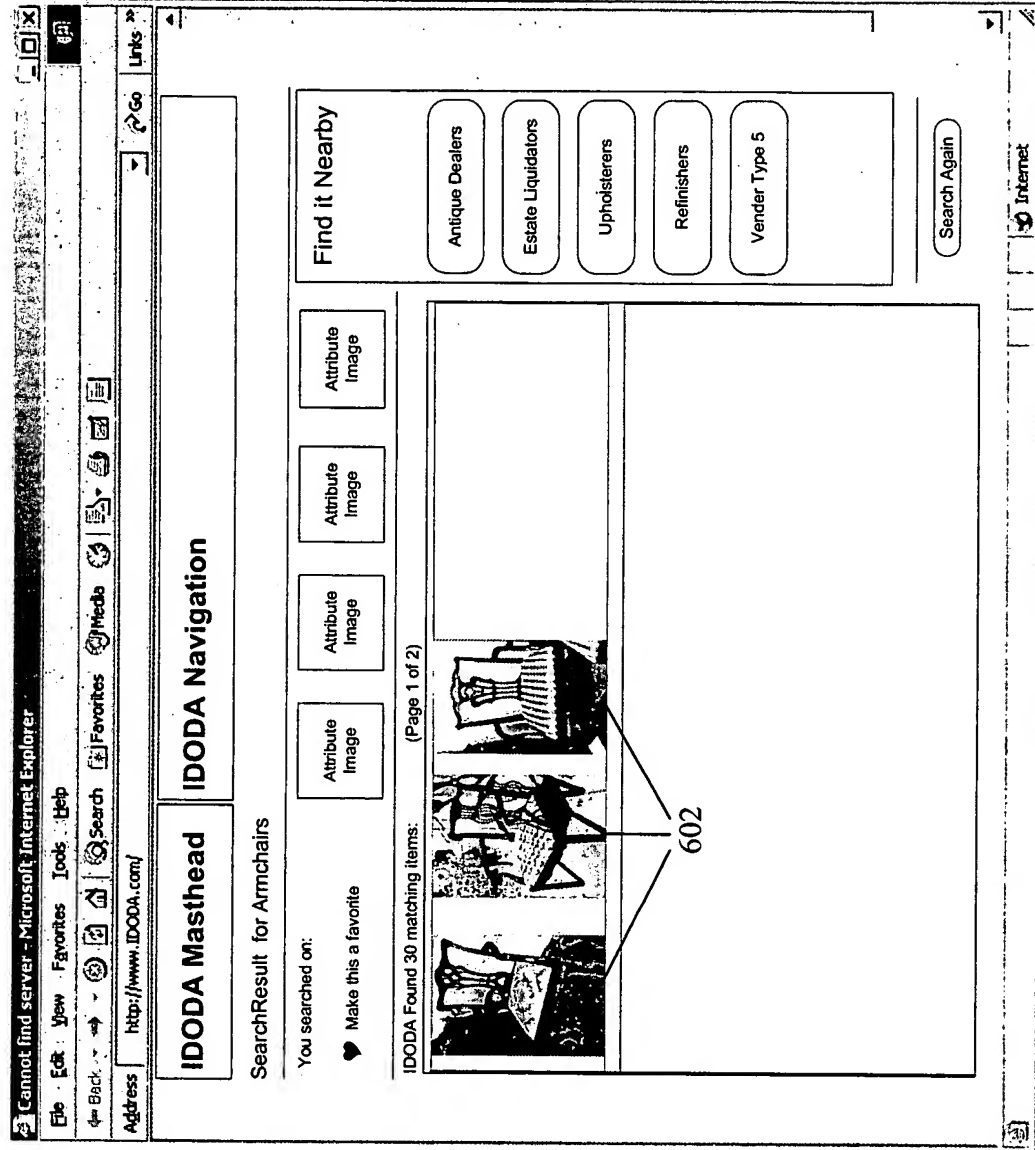 Cannot find server - Microsoft Internet Explorer
File Edit View Favorites Tools Help
Back Search Favorites Media
Address http://www.IDODA.com/ Go Links »
IDODA Masthead IDODA Navigation
SearchResult for Armchairs
You searched on:
Make this a favorite
Attribute Image
Attribute Image
Attribute Image
Attribute Image
IDODA Found 30 matching items: (Page 1 of 2)
602
Find it Nearby
Antique Dealers
Estate Liquidators
Upholsterers
Refinishers
Vender Type 5
Search Again
Internet